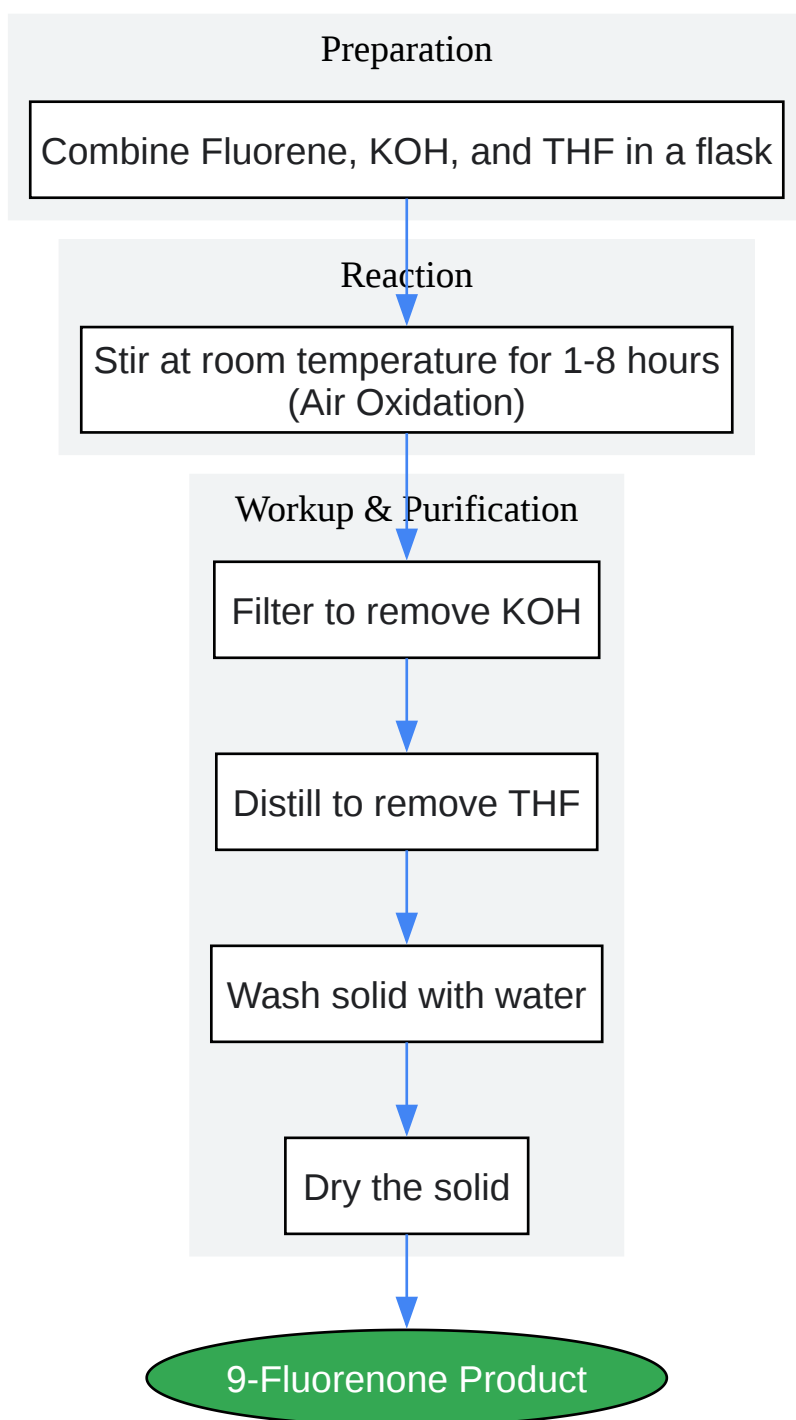 Preparation
Combine Fluorene, KOH, and THF in a flask
Reaction
Stir at room temperature for 1-8 hours
(Air Oxidation)
Workup & Purification
Filter to remove KOH
Distill to remove THF
Wash solid with water
Dry the solid
9-Fluorenone Product